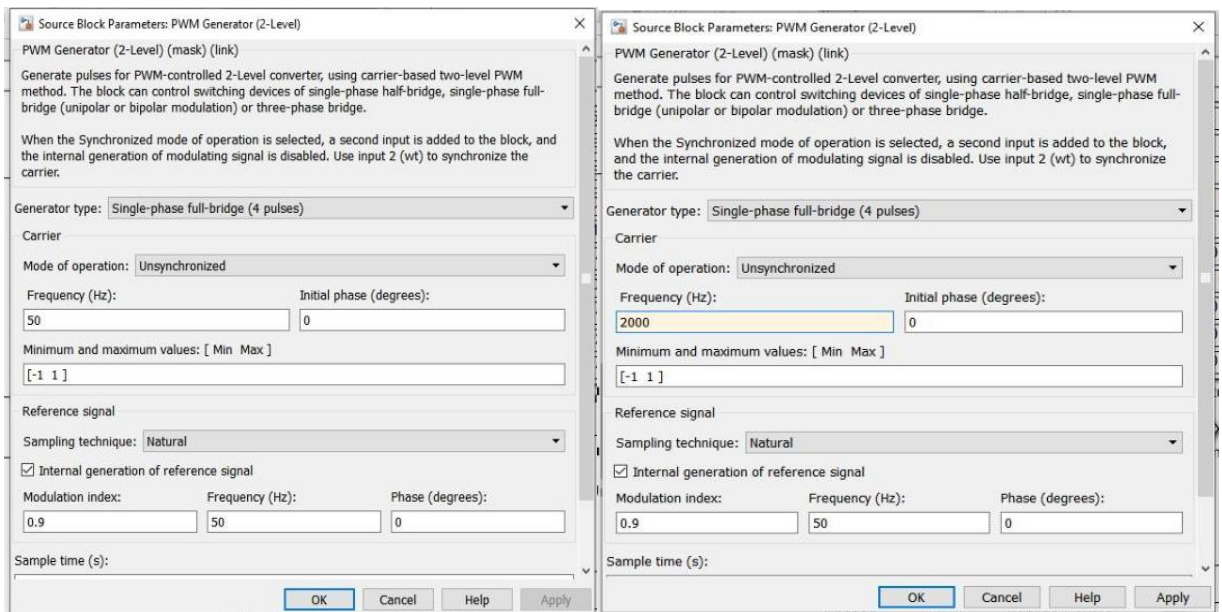 Source Block Parameters: PWM Generator (2-Level)
PWM Generator (2-Level) (mask) (link)
Generate pulses for PWM-controlled 2-Level converter, using carrier-based two-level PWM
method. The block can control switching devices of single-phase half-bridge, single-phase full-
bridge (unipolar or bipolar modulation) or three-phase bridge.
When the Synchronized mode of operation is selected, a second input is added to the block, and
the internal generation of modulating signal is disabled. Use input 2 (wt) to synchronize the
carrier.
Generator type: Single-phase full-bridge (4 pulses)
Carrier
Mode of operation: Unsynchronized
Frequency (Hz): Initial phase (degrees):
50 0
Minimum and maximum values: [ Min Max ]
[-1 1 ]
Reference signal
Sampling technique: Natural
Internal generation of reference signal
Modulation index: Frequency (Hz): Phase (degrees):
0.9 50 0
Sample time (s):
OK Cancel Help Apply
Source Block Parameters: PWM Generator (2-Level)
PWM Generator (2-Level) (mask) (link)
Generate pulses for PWM-controlled 2-Level converter, using carrier-based two-level PWM
method. The block can control switching devices of single-phase half-bridge, single-phase full-
bridge (unipolar or bipolar modulation) or three-phase bridge.
When the Synchronized mode of operation is selected, a second input is added to the block,
and the internal generation of modulating signal is disabled. Use input 2 (wt) to synchronize
the carrier.
Generator type: Single-phase full-bridge (4 pulses)
Carrier
Mode of operation: Unsynchronized
Frequency (Hz): Initial phase (degrees):
2000 0
Minimum and maximum values: [ Min Max ]
[-1 1 ]
Reference signal
Sampling technique: Natural
Internal generation of reference signal
Modulation index: Frequency (Hz): Phase (degrees):
0.9 50 0
Sample time (s):
OK Cancel Help Apply